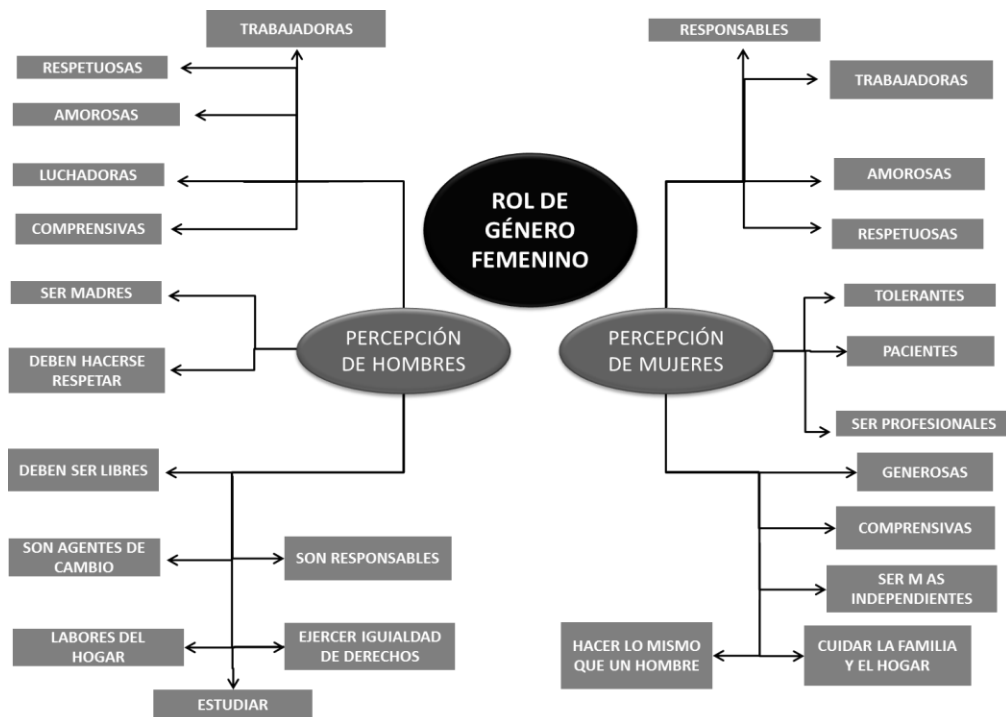 TRABAJADORAS
RESPETUOSAS
AMOROSAS
LUCHADORAS
COMPRENSIVAS
SER MADRES
DEBEN HACERSE
RESPETAR
PERCEPCIÓN
DE HOMBRES
DEBEN SER LIBRES
SON AGENTES DE
CAMBIO
SON RESPONSABLES
LABORES DEL
HOGAR
EJERCER IGUIALDAD
DE DERECHOS
ESTUDIAR
ROL DE
GÉNERO
FEMENINO
RESPONSABLES
TRABAJADORAS
AMOROSAS
RESPETUOSAS
PERCEPCIÓN
DE MUJERES
TOLERANTES
PACIENTES
SER PROFESIONALES
GENEROSAS
COMPRENSIVAS
SER M AS
INDEPENDIENTES
HACER LO MISMO
QUE UN HOMBRE
CUIDAR LA FAMILIA
Y EL HOGAR